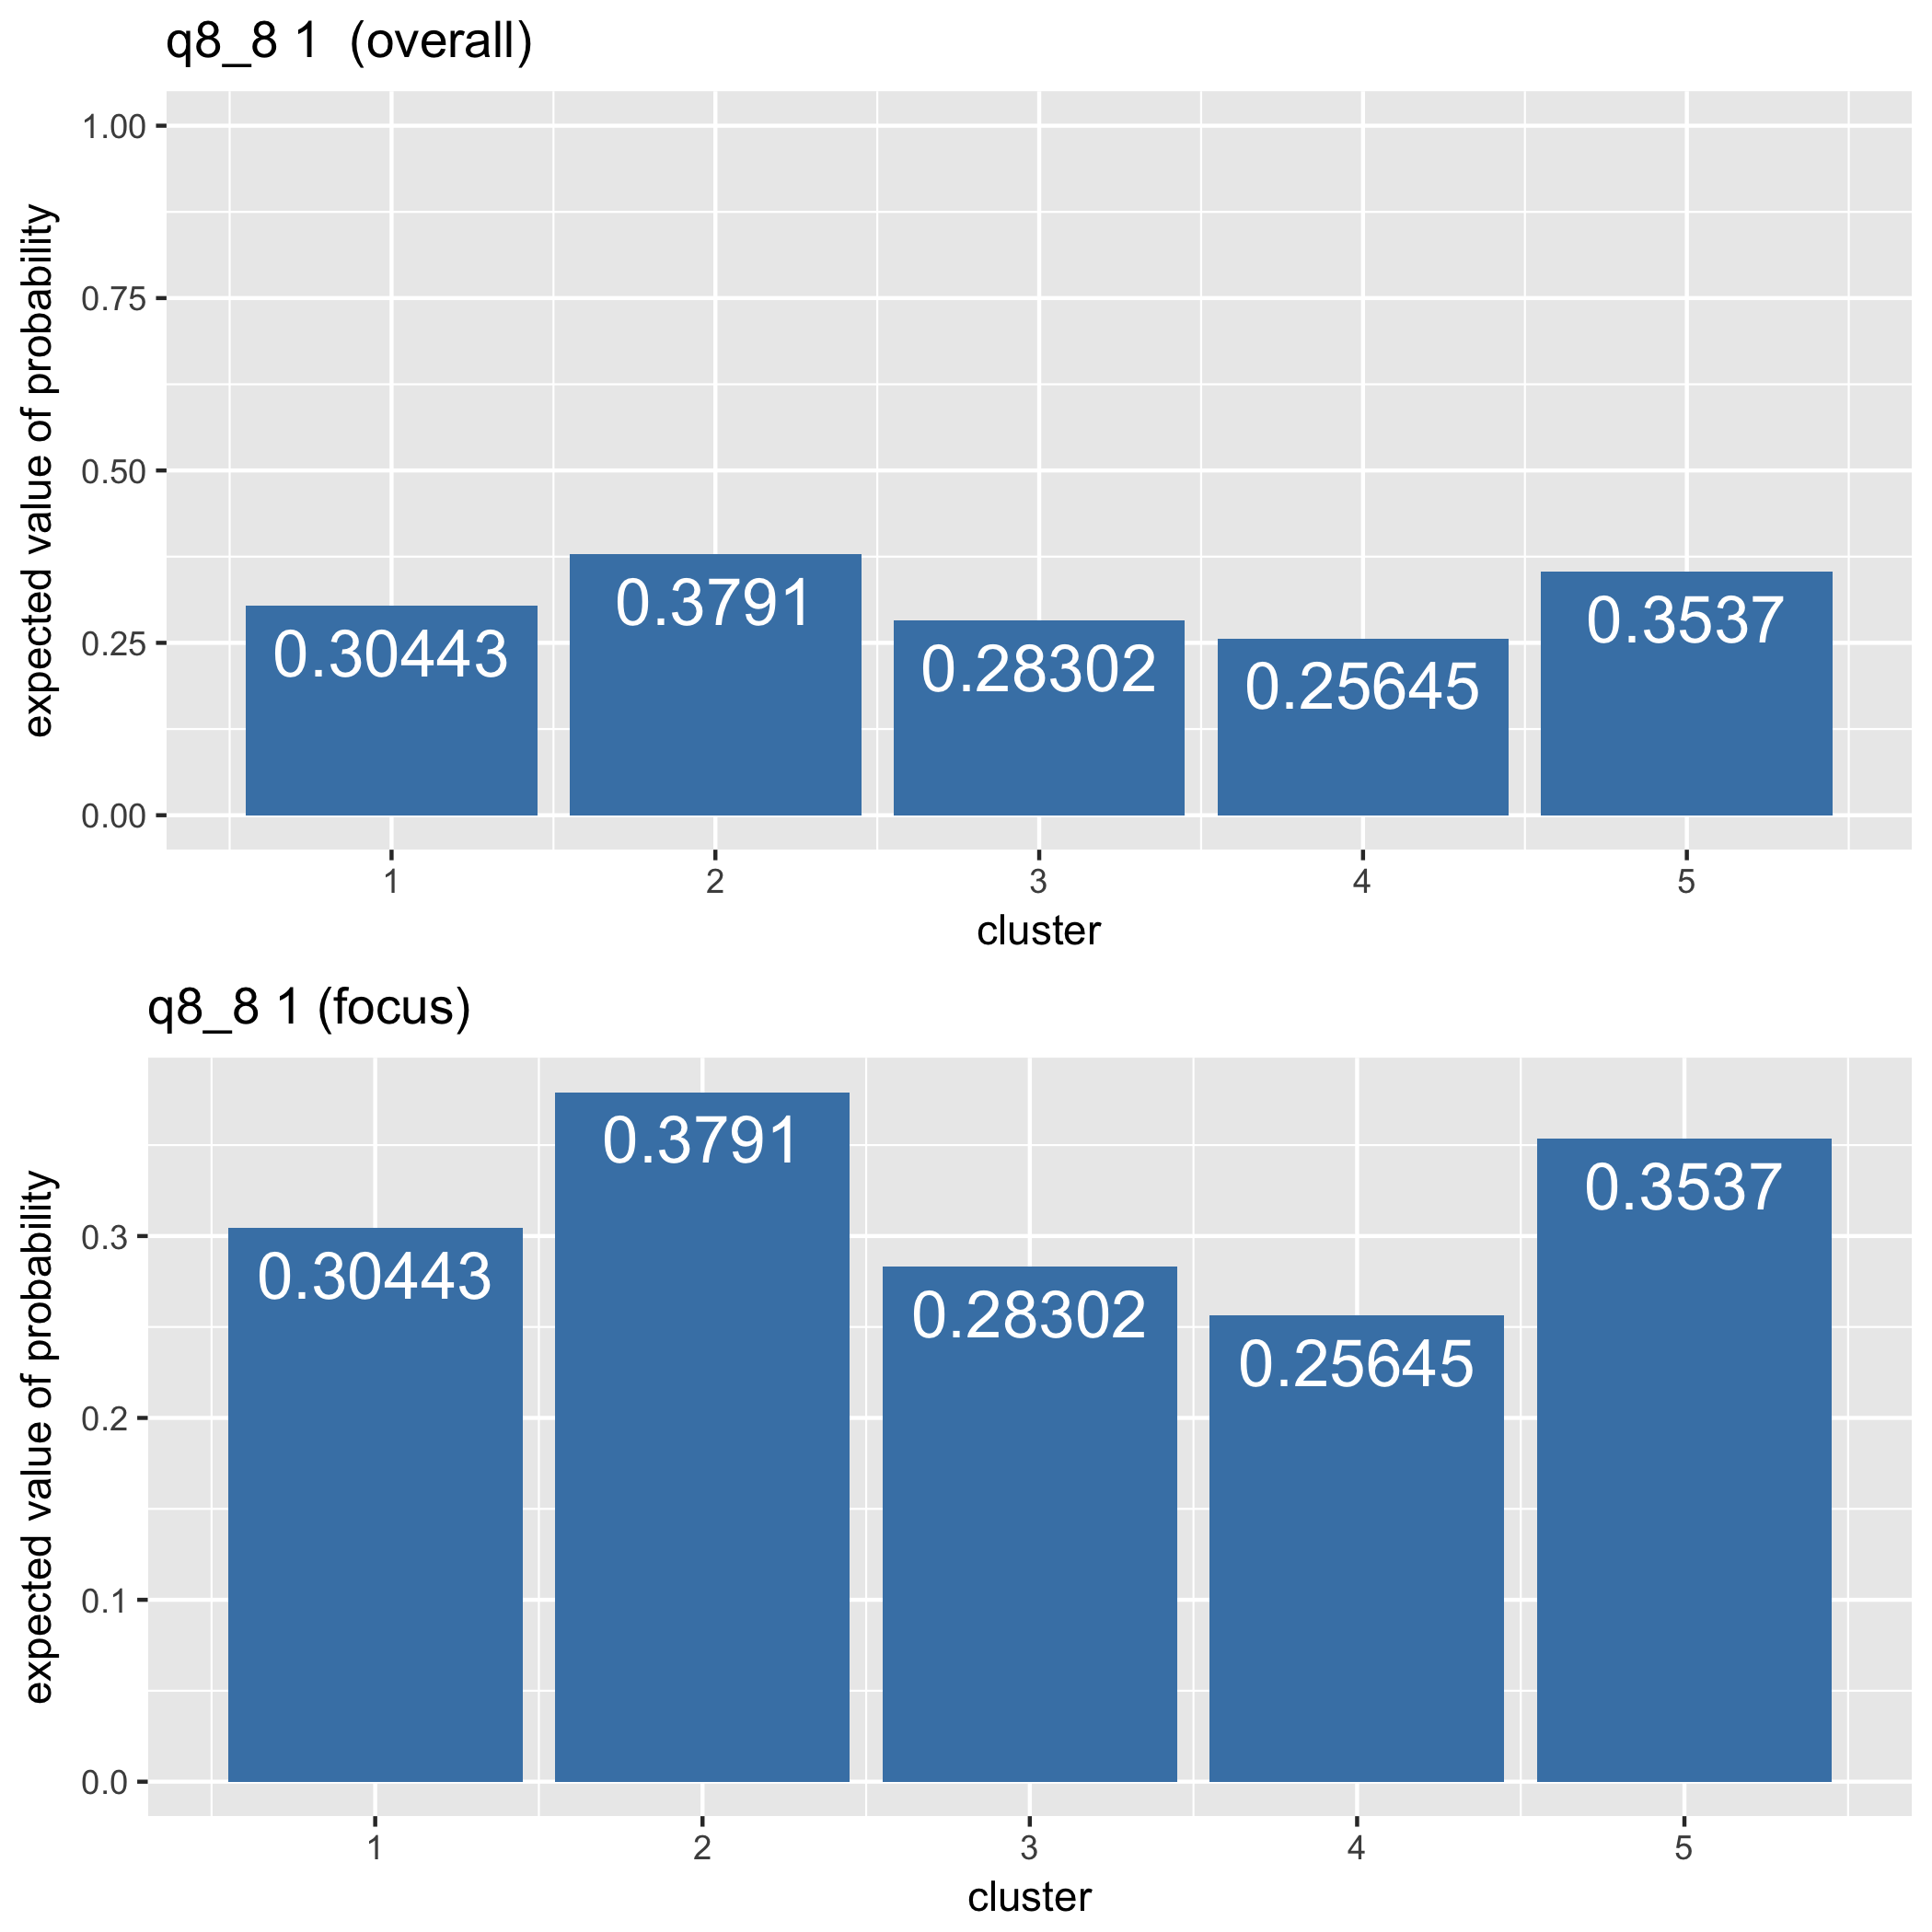 q8_8 1 (overall)
expected value of probability
1.00
0.75
0.50
0.25
0.00
0.30443
0.3791
0.28302
0.25645
0.3537
1 2 3 4 5
cluster
q8_8 1 (focus)
expected value of probability
0.3
0.2
0.1
0.0
0.30443
0.3791
0.28302
0.25645
0.3537
1 2 3 4 5
cluster